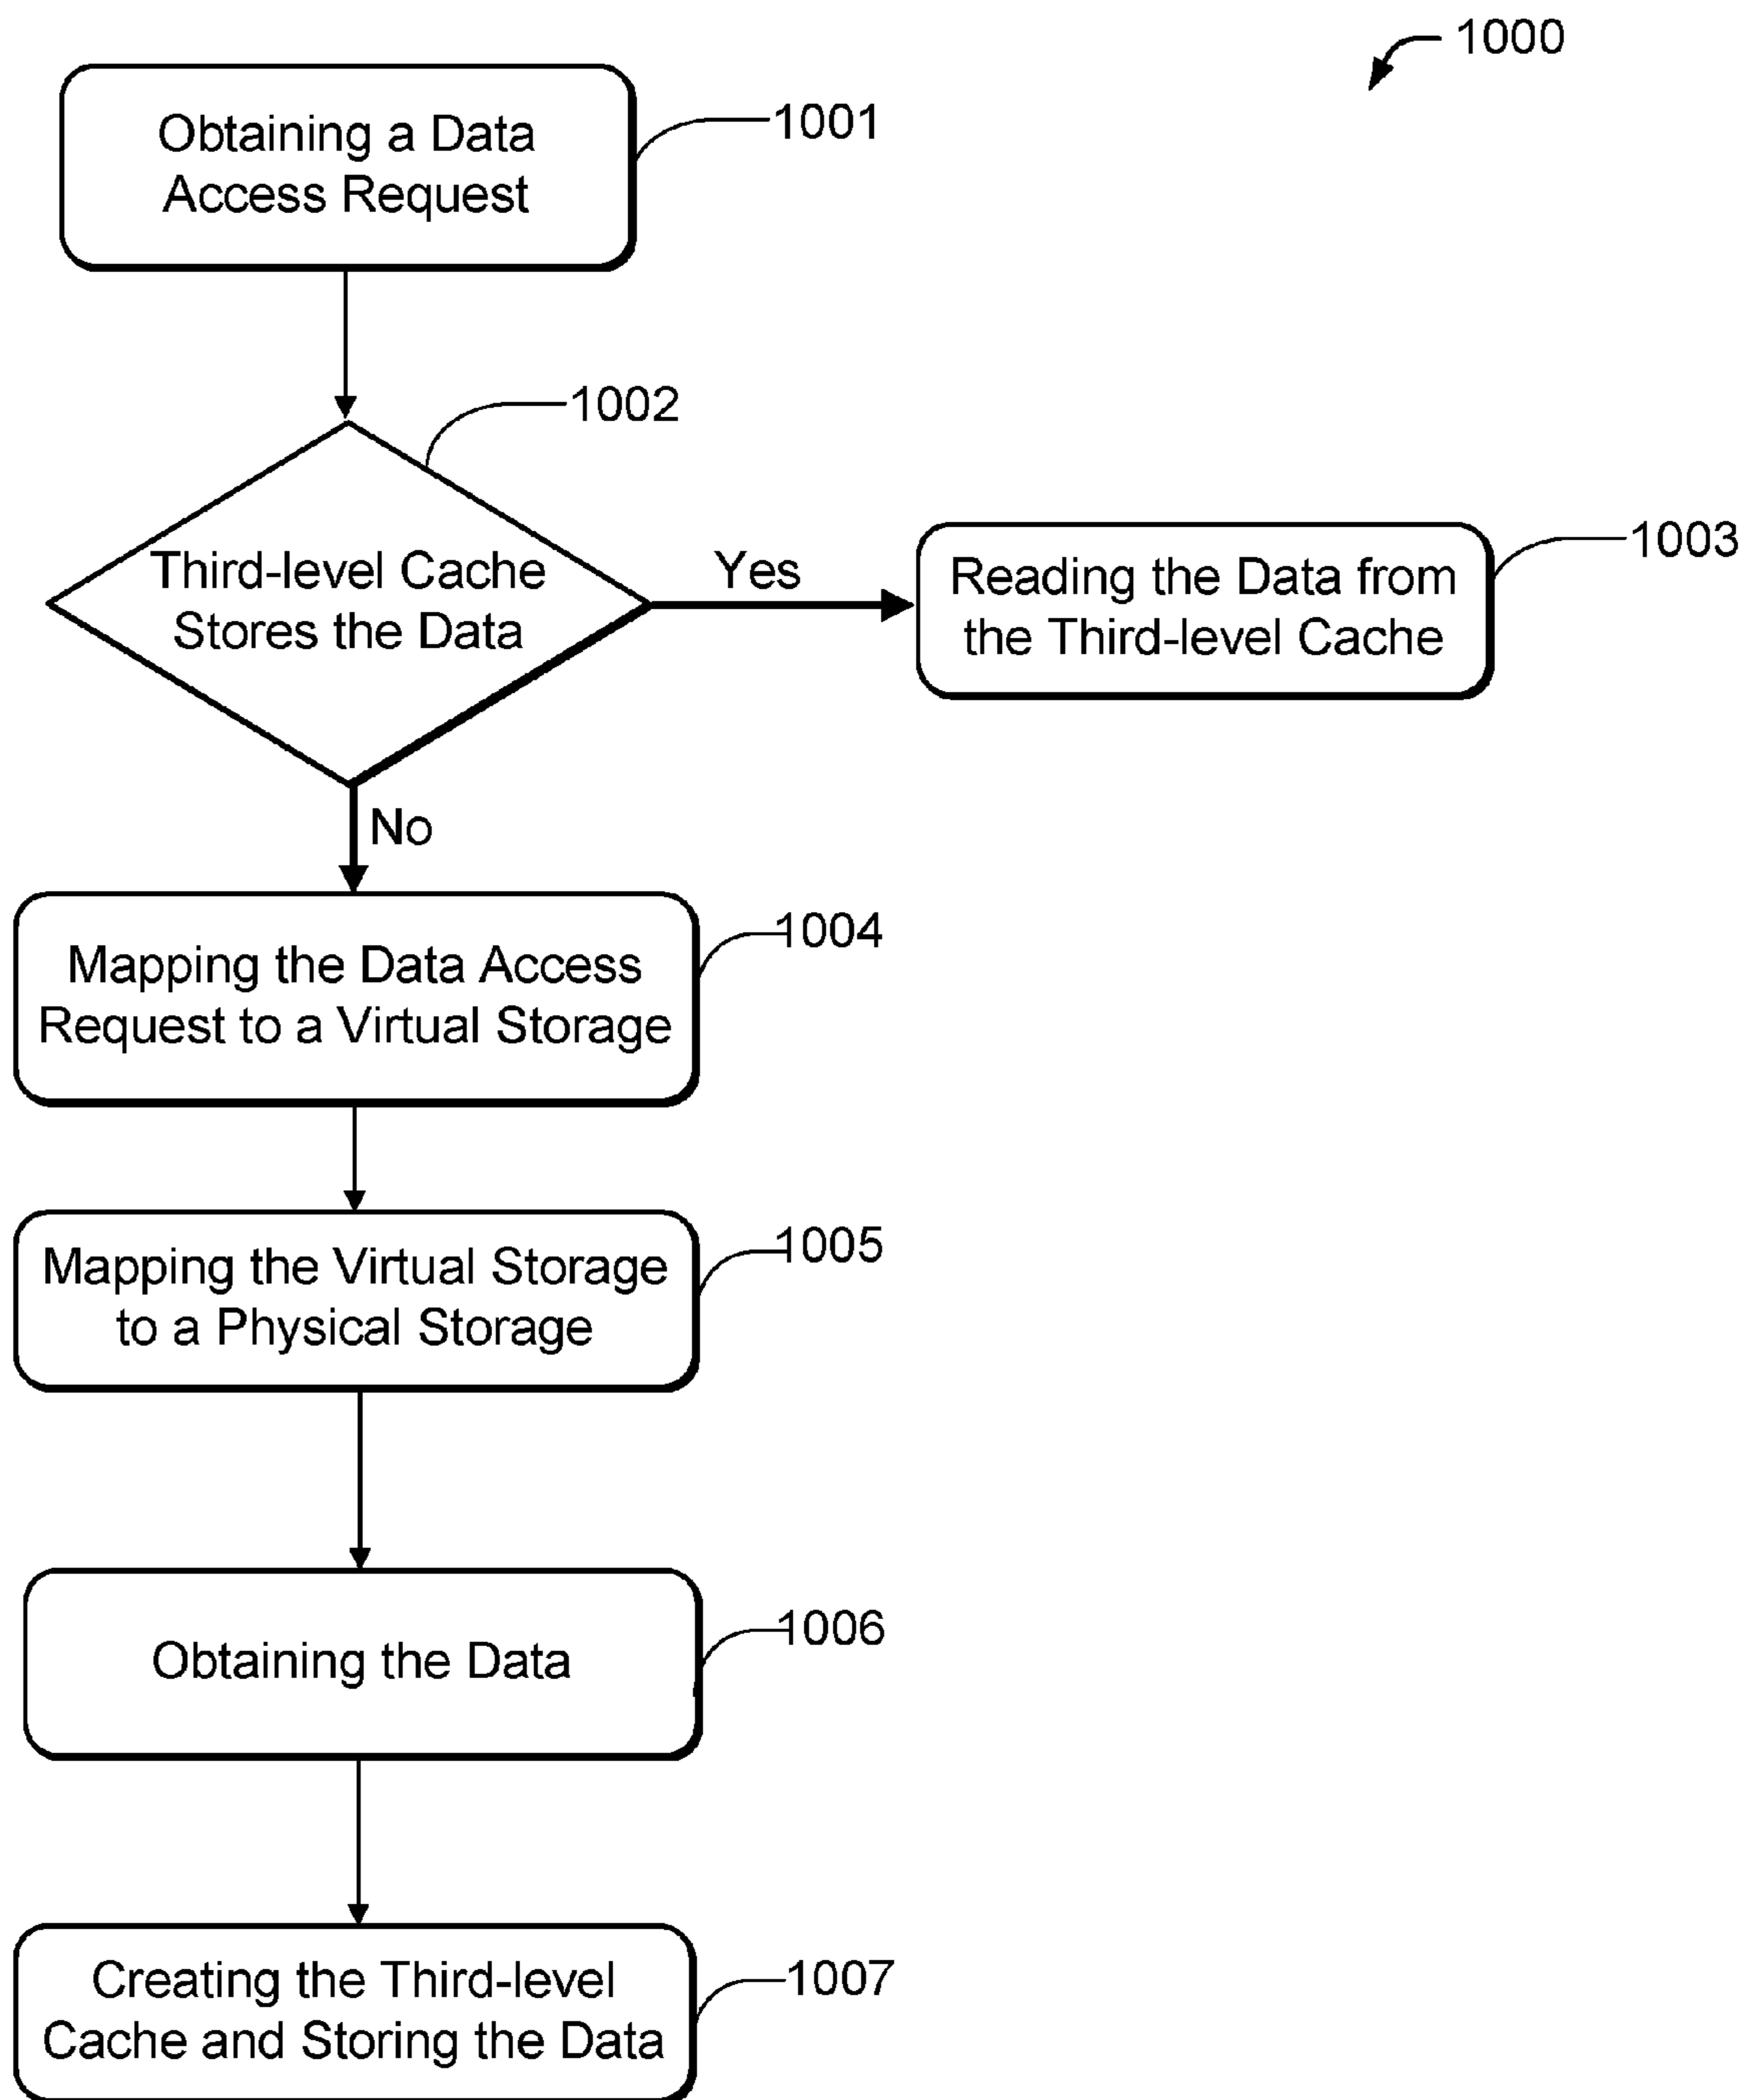 1000
Obtaining a Data
Access Request
1001
1002
Third-level Cache
Stores the Data
Yes
Reading the Data from
the Third-level Cache
1003
No
Mapping the Data Access
Request to a Virtual Storage
1004
Mapping the Virtual Storage
to a Physical Storage
1005
Obtaining the Data
1006
Creating the Third-level
Cache and Storing the Data
1007